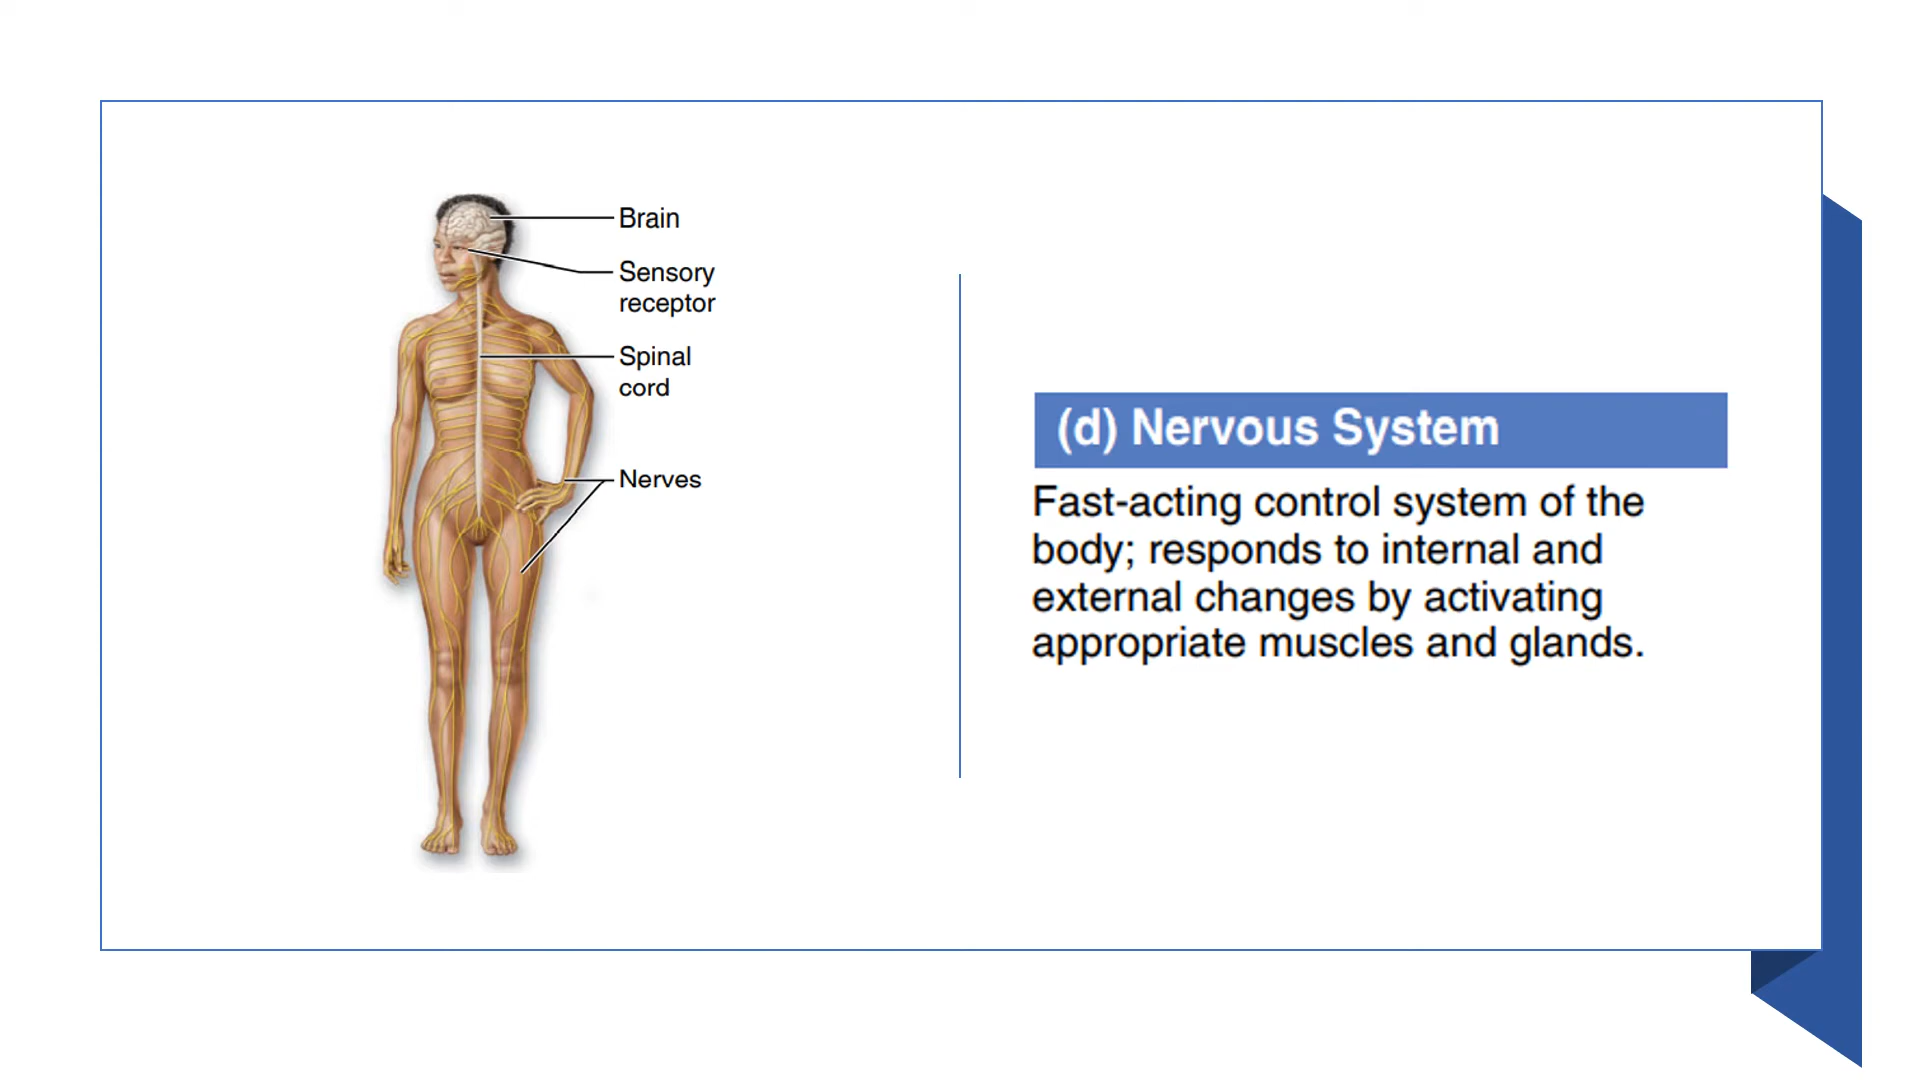 Brain
Sensory
receptor
Spinal
cord
Nerves
(d) Nervous System
Fast-acting control system of the
body; responds to internal and
external changes by activating
appropriate muscles and glands.